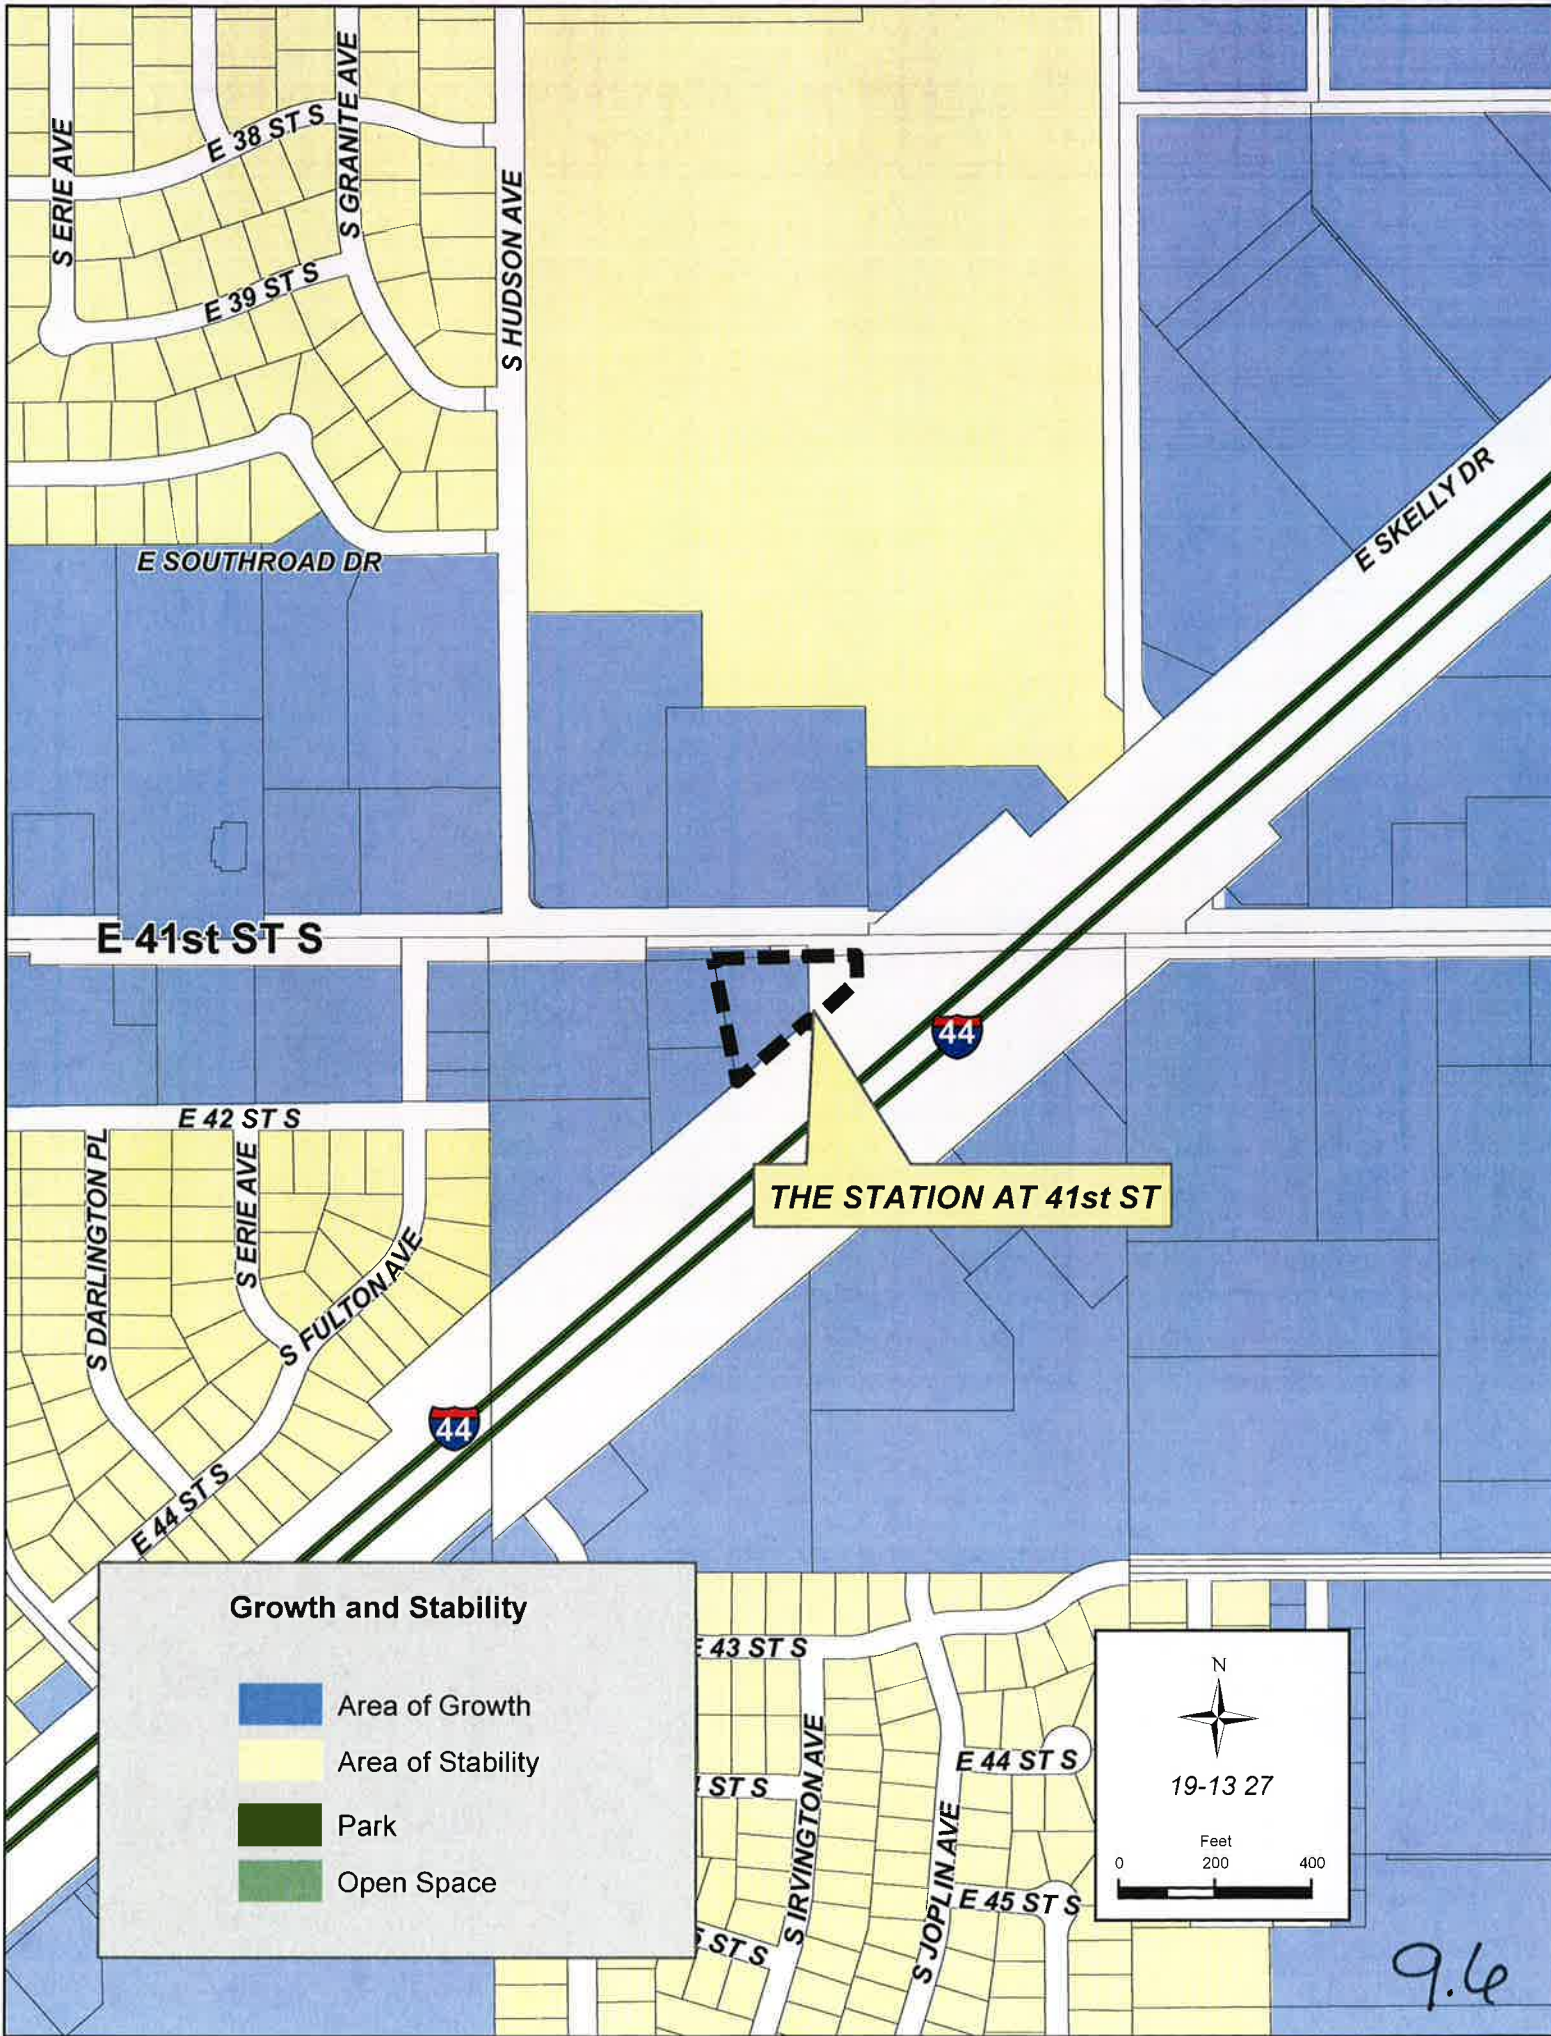 S ERIE AVE
E 38 ST S
S GRANITE AVE
E 39 ST S
S HUDSON AVE
E SOUTHROAD DR
E SKELLY DR
E 41st ST S
44
E 42 ST S
S DARLINGTON PL
S ERIE AVE
S FULTON AVE
THE STATION AT 41st ST
44
E 44 ST S
Growth and Stability
Area of Growth
Area of Stability
Park
Open Space
E 43 ST S
ST S
S IRVINGTON AVE
ST S
S JOPLIN AVE
E 44 ST S
E 45 ST S
N
19-13 27
Feet
0 200 400
9.6